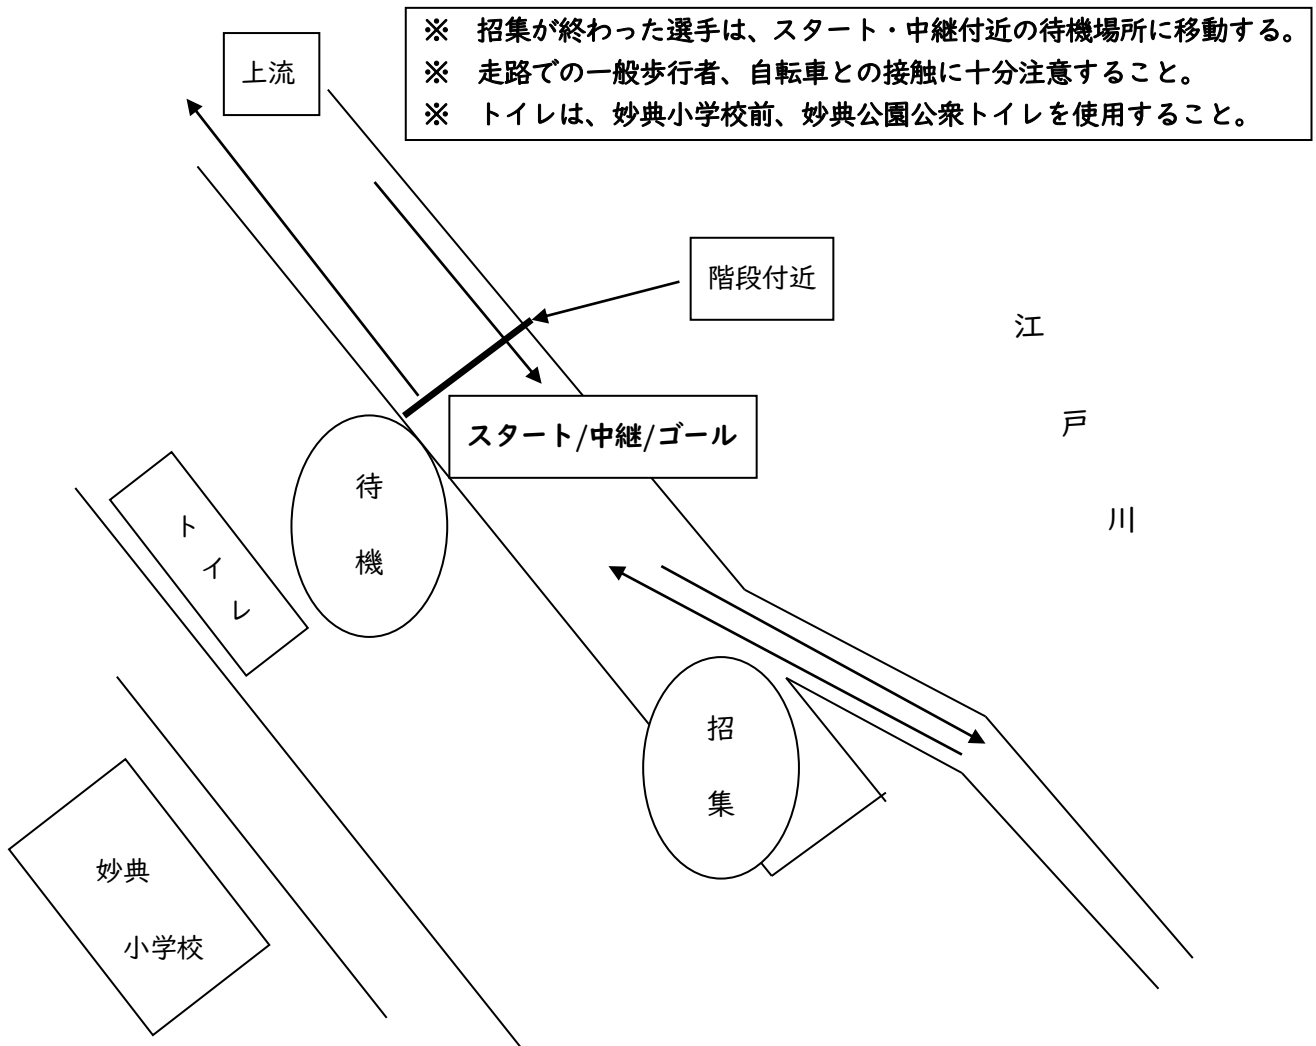 ※　招集が終わった選手は、スタート・中継付近の待機場所に移動する。
※　走路での一般歩行者、自転車との接触に十分注意すること。
※　トイレは、妙典小学校前、妙典公園公衆トイレを使用すること。
上流
階段付近
江戸川
スタート/中継/ゴール
待機
トイレ
招集
妙典
小学校